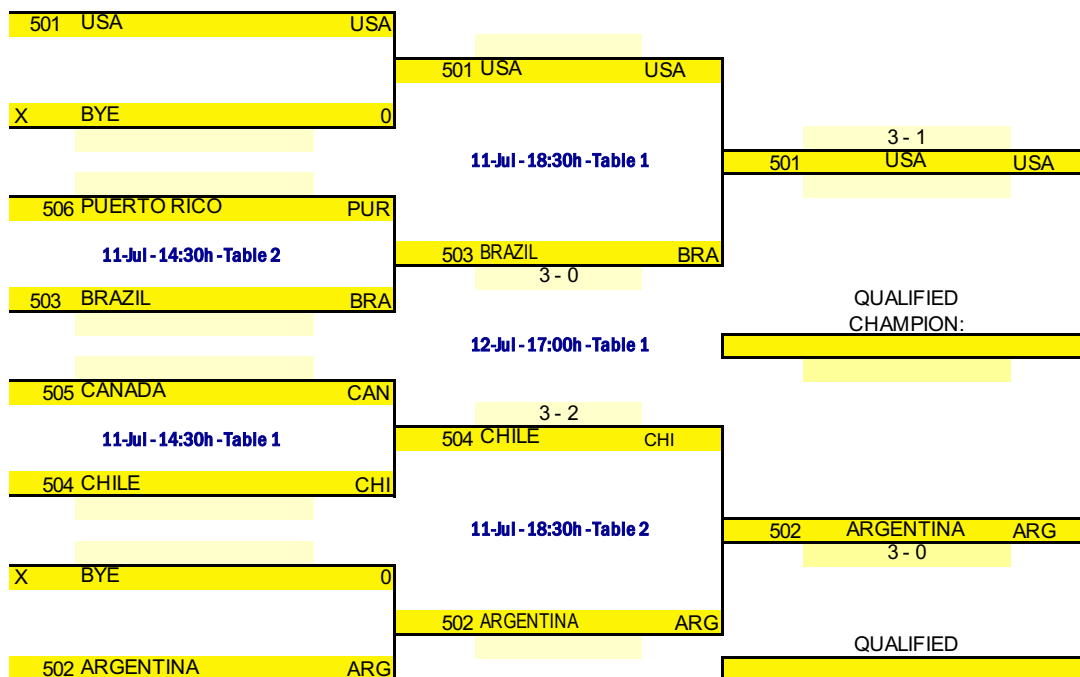 501 USA USA
X BYE 0
506 PUERTO RICO PUR
11-Jul - 14:30h - Table 2
503 BRAZIL BRA
505 CANADA CAN
11-Jul - 14:30h - Table 1
504 CHILE CHI
X BYE 0
502 ARGENTINA ARG
501 USA USA
11-Jul - 18:30h - Table 1
503 BRAZIL BRA
3 - 0
12-Jul - 17:00h - Table 1
3 - 2
504 CHILE CHI
11-Jul - 18:30h - Table 2
502 ARGENTINA ARG
3 - 1
501 USA USA
QUALIFIED
CHAMPION:
502 ARGENTINA ARG
3 - 0
QUALIFIED